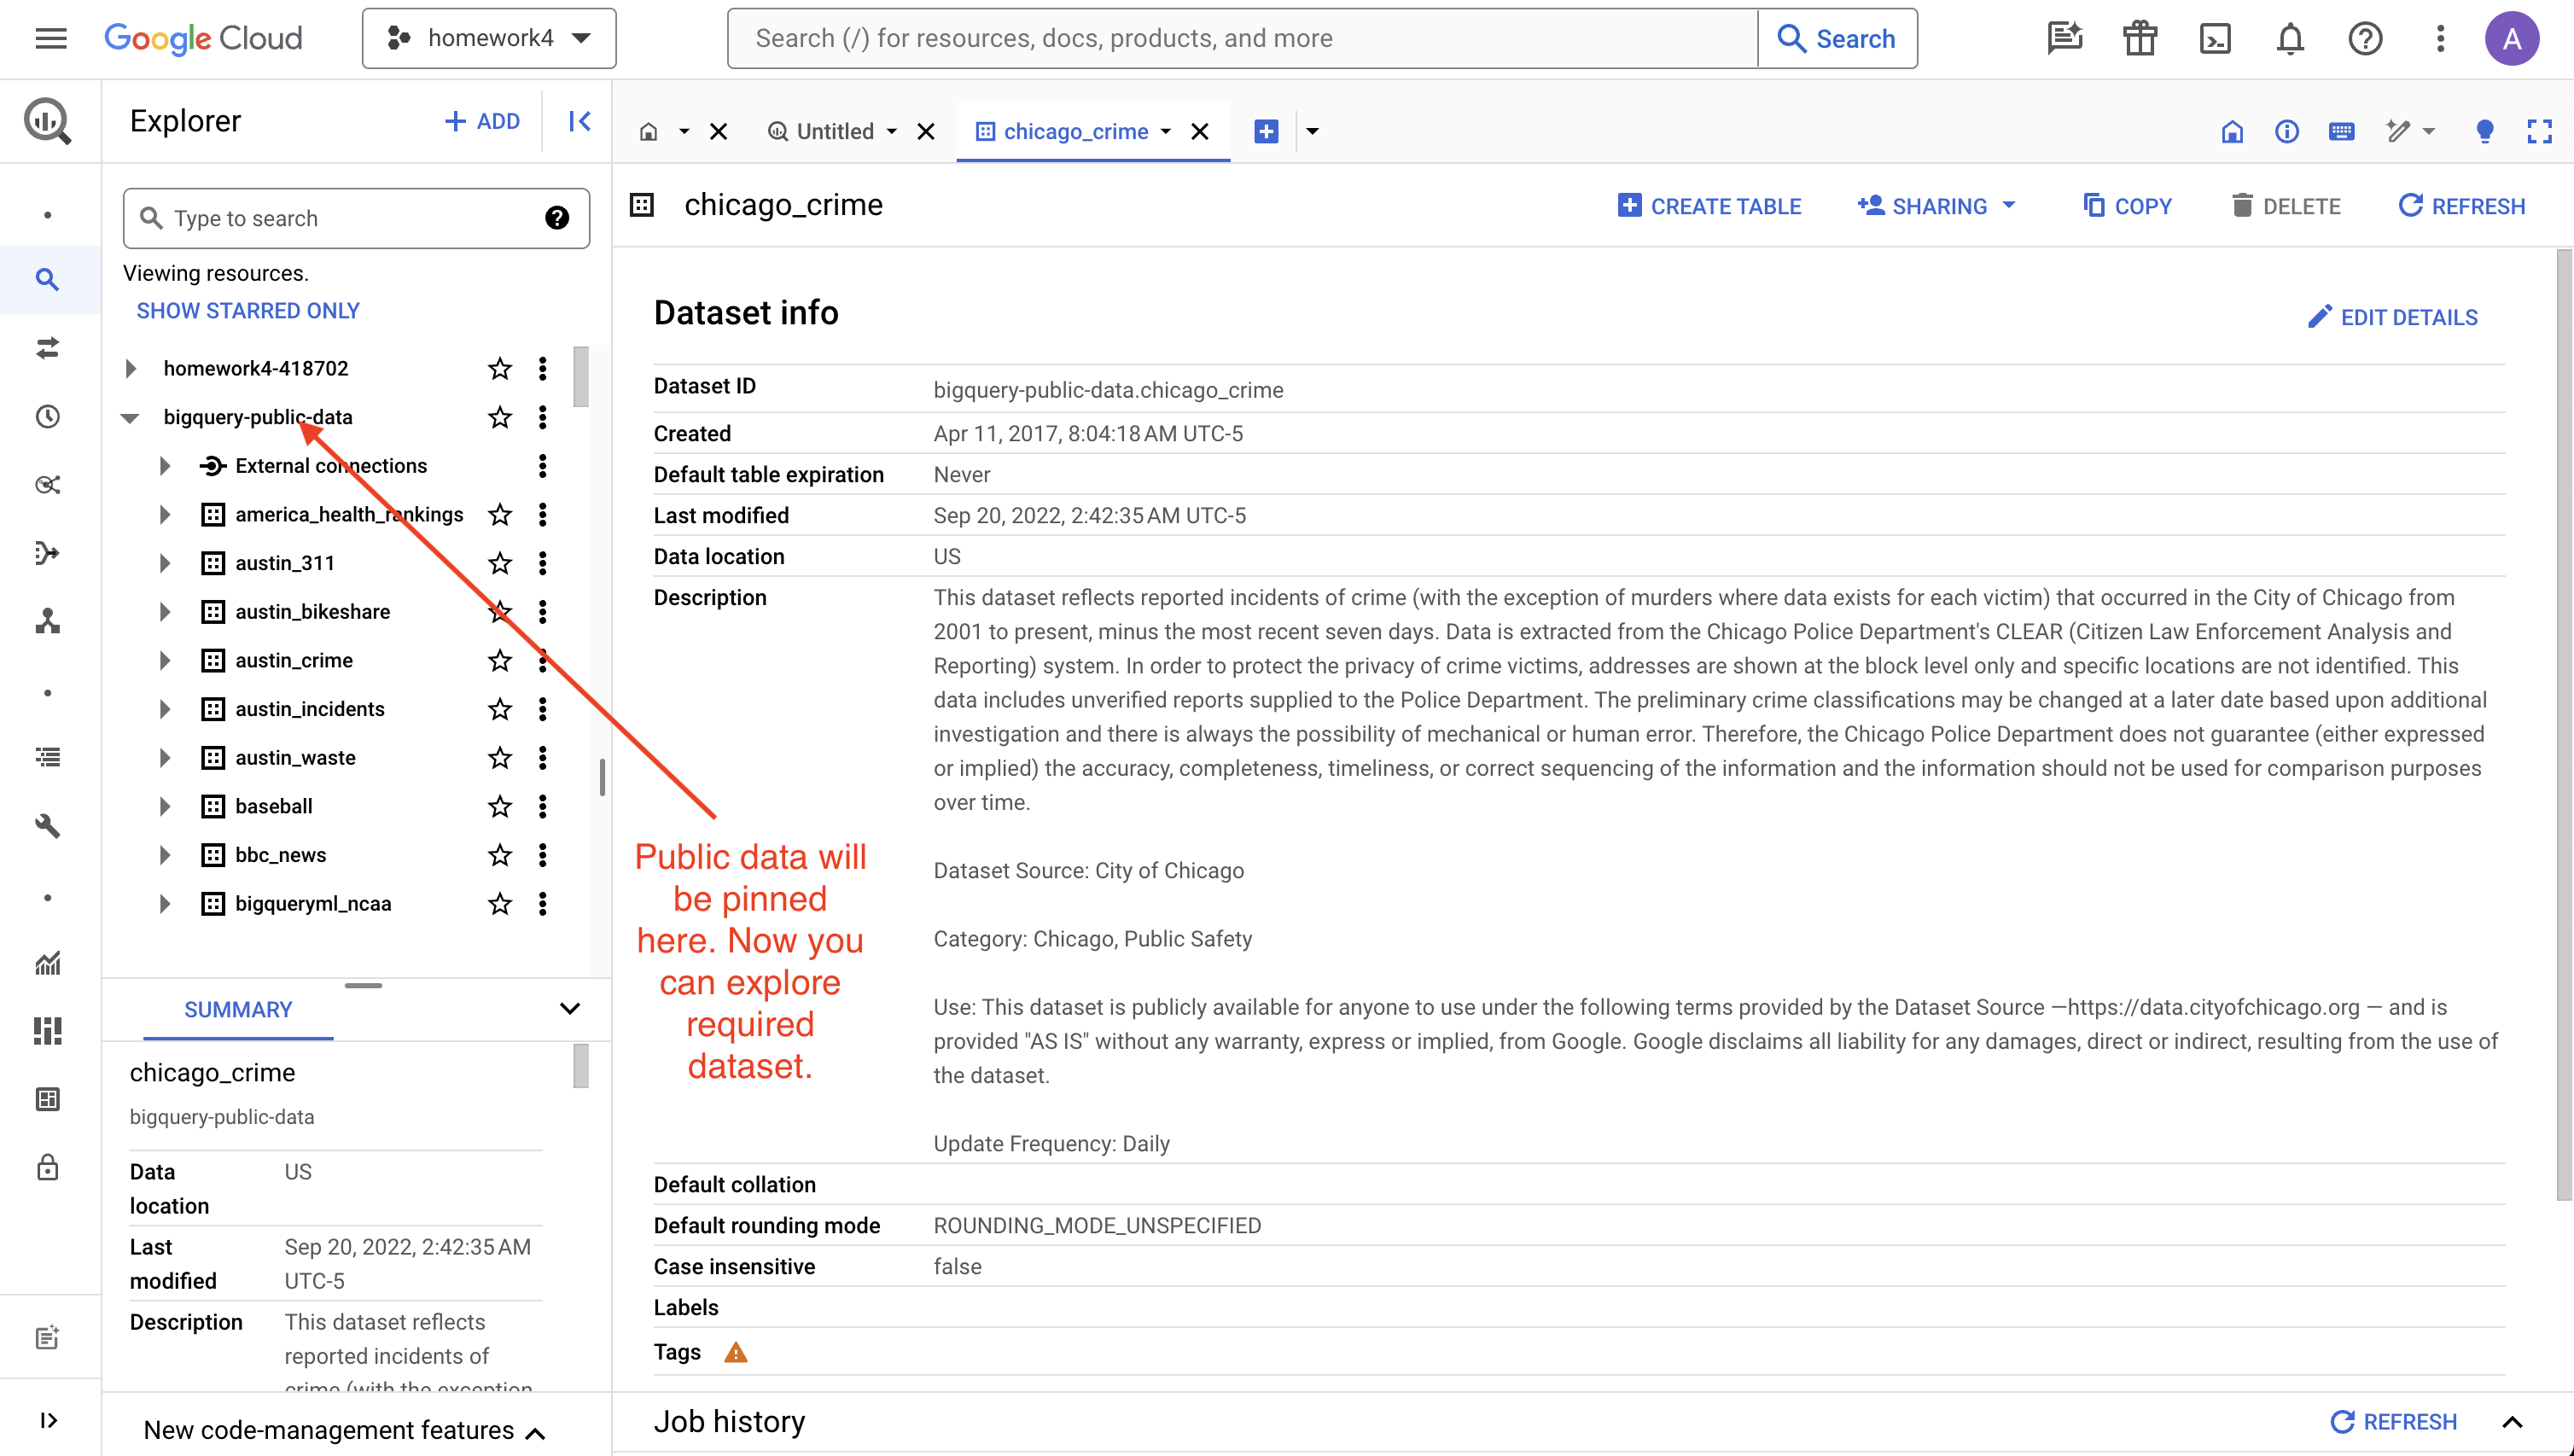 Google Cloud
homework4
Search (/) for resources, docs, products, and more
Search
A
Explorer
ADD
Untitled
chicago_crime
Type to search
chicago_crime
CREATE TABLE
SHARING
COPY
DELETE
REFRESH
Viewing resources.
SHOW STARRED ONLY
homework4-418702
bigquery-public-data
External connections
america_health_rankings
austin_311
austin_bikeshare
austin_crime
austin_incidents
austin_waste
baseball
bbc_news
bigqueryml_ncaa
SUMMARY
chicago_crime
bigquery-public-data
Data location US
Last modified Sep 20, 2022, 2:42:35 AM UTC-5
Description This dataset reflects
reported incidents of
crime (with the exception
New code-management features
Public data will
be pinned
here. Now you
can explore
required
dataset.
Dataset info
EDIT DETAILS
Dataset ID bigquery-public-data.chicago_crime
Created Apr 11, 2017, 8:04:18 AM UTC-5
Default table expiration Never
Last modified Sep 20, 2022, 2:42:35 AM UTC-5
Data location US
Description This dataset reflects reported incidents of crime (with the exception of murders where data exists for each victim) that occurred in the City of Chicago from
2001 to present, minus the most recent seven days. Data is extracted from the Chicago Police Department's CLEAR (Citizen Law Enforcement Analysis and
Reporting) system. In order to protect the privacy of crime victims, addresses are shown at the block level only and specific locations are not identified. This
data includes unverified reports supplied to the Police Department. The preliminary crime classifications may be changed at a later date based upon additional
investigation and there is always the possibility of mechanical or human error. Therefore, the Chicago Police Department does not guarantee (either expressed
or implied) the accuracy, completeness, timeliness, or correct sequencing of the information and the information should not be used for comparison purposes
over time.
Dataset Source: City of Chicago
Category: Chicago, Public Safety
Use: This dataset is publicly available for anyone to use under the following terms provided by the Dataset Source —https://data.cityofchicago.org — and is
provided "AS IS" without any warranty, express or implied, from Google. Google disclaims all liability for any damages, direct or indirect, resulting from the use of
the dataset.
Update Frequency: Daily
Default collation
Default rounding mode ROUNDING_MODE_UNSPECIFIED
Case insensitive false
Labels
Tags
Job history
REFRESH